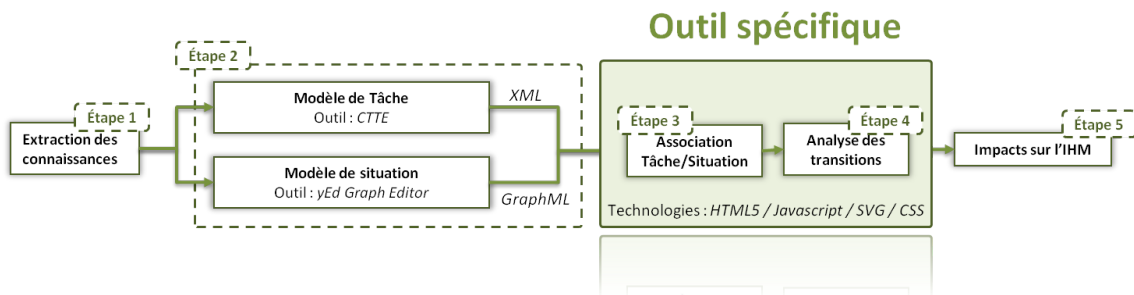 Outil spécifique
Étape 1
Extraction des
connaissances
Étape 2
Modèle de Tâche
Outil : CTTE
XML
Modèle de situation
Outil : yEd Graph Editor
GraphML
Étape 3
Association
Tâche/Situation
Étape 4
Analyse des
transitions
Technologies : HTML5 / Javascript / SVG / CSS
Étape 5
Impacts sur l'IHM